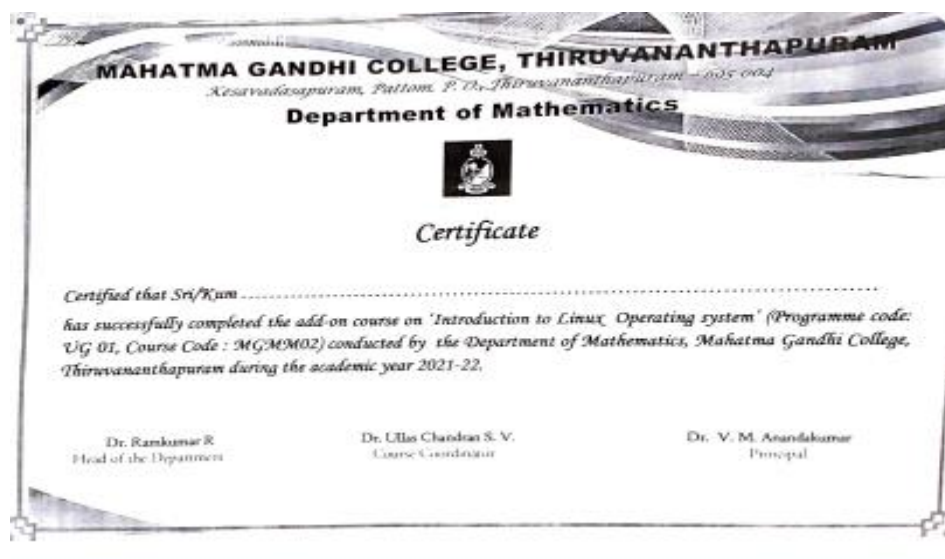 MAHATMA GANDHI COLLEGE, THIRUVANANTHAPURAM
Kesavadasapuram, Pattom. P. O., Thiruvananthapuram – 695 004
Department of Mathematics
Certificate
Certified that Sri/Kum
has successfully completed the add-on course on 'Introduction to Linux Operating system' (Programme code:
UG 01, Course Code : MGMM02) conducted by the Department of Mathematics, Mahatma Gandhi College,
Thiruvananthapuram during the academic year 2021-22.
Dr. Ramkumar R
Head of the Department
Dr. Ullas Chandran S. V.
Course Coordinator
Dr. V. M. Anandakumar
Principal